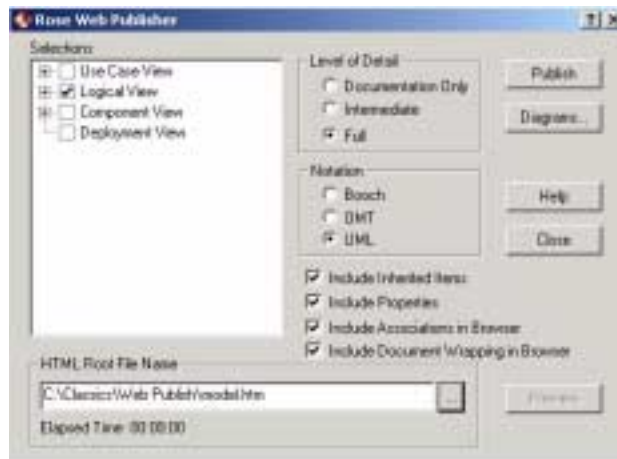 Rose Web Publisher
Selections
Use Case View
Logical View
Component View
Deployment View
Level of Detail
Documentation Only
Intermediate
Full
Notation
Booch
OMT
UML
Publish
Diagrams...
Help
Close
Include Inherited Items
Include Properties
Include Associations in Browser
Include Document Wrapping in Browser
HTML Root File Name
C:\Classics\Web Publish\model.htm
...
Preview
Elapsed Time: 00:00:00